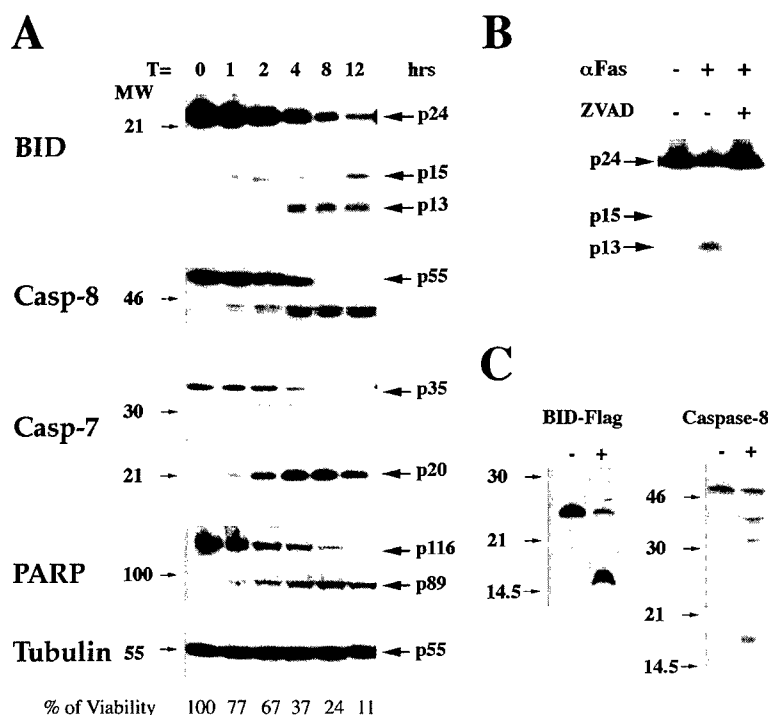 A
T= 0 1 2 4 8 12 hrs
MW
21
BID
p24
p15
p13
Casp-8
46
p55
Casp-7
30
21
p35
p20
PARP
100
p116
p89
Tubulin
55
p55
% of Viability 100 77 67 37 24 11
B
αFas - + +
ZVAD - - +
p24
p15
p13
C
BID-Flag
- +
30
21
14.5
Caspase-8
- +
46
30
21
14.5